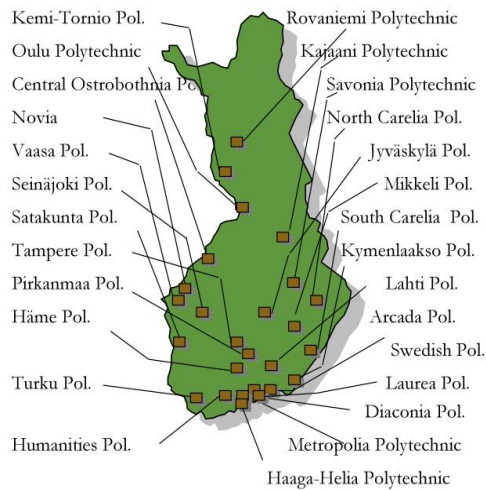 Kemi-Tornio Pol.
Oulu Polytechnic
Central Ostrobothnia Po
Novia
Vaasa Pol.
Seinäjoki Pol.
Satakunta Pol.
Tampere Pol.
Pirkanmaa Pol.
Häme Pol.
Turku Pol.
Humanities Pol.
Rovaniemi Polytechnic
Kajaani Polytechnic
Savonia Polytechnic
North Carelia Pol.
Jyväskylä Pol.
Mikkeli Pol.
South Carelia Pol.
Kymenlaakso Pol.
Lahti Pol.
Arcada Pol.
Swedish Pol.
Laurea Pol.
Diaconia Pol.
Metropolia Polytechnic
Haaga-Helia Polytechnic